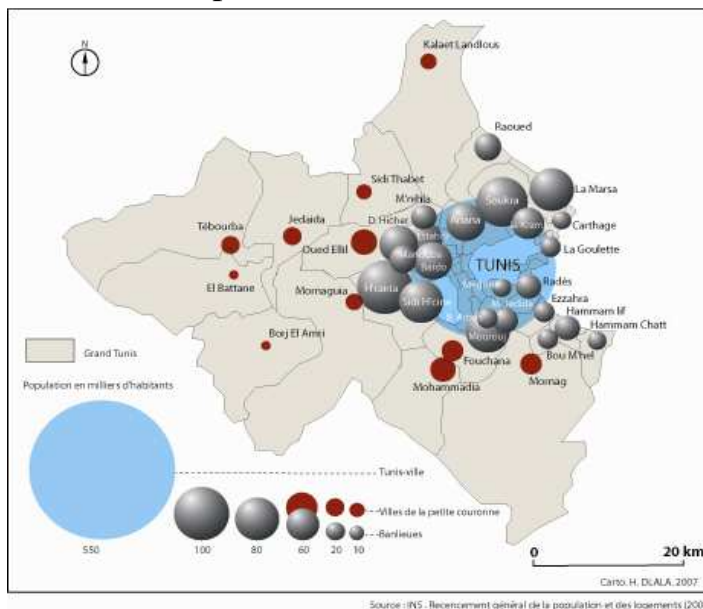 N
Kalaet Landlous
Raoued
Sidi Thabet
La Marsa
M'nihla
Soukra
Jedaida
D. Hicher
Ariana
Tébourba
Oued Ellil
Carthage
La Goulette
Bardo
TUNIS
El Battane
H'rairia
Radès
Mornaguia
Sidi H'cine
Ezzahra
Hammam lif
Hammam Chatt
Borj El Amri
Mourouj
Bou M'hel
Grand Tunis
Fouchana
Mohammadia
Mornag
Population en milliers d'habitants
Tunis-ville
Villes de la petite couronne
Banlieues
550
100
80
60
20
10
0
20 km
Carto. H. DLALA. 2007
Source : INS . Recencement général de la population et des logements (200